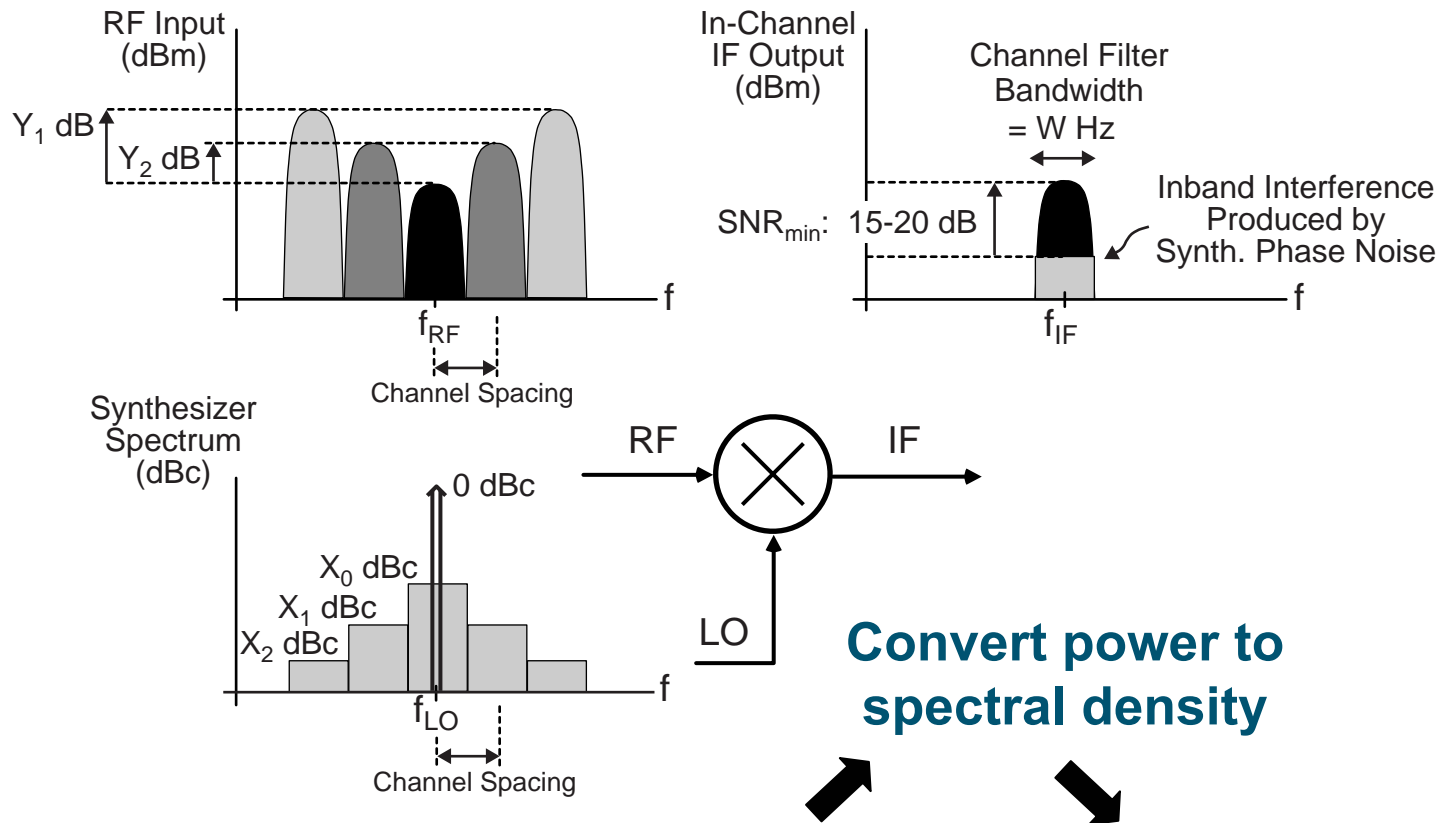 RF Input
(dBm)
Y1 dB
Y2 dB
fRF
f
Channel Spacing
In-Channel
IF Output
(dBm)
Channel Filter
Bandwidth
= W Hz
SNRmin: 15-20 dB
Inband Interference
Produced by
Synth. Phase Noise
fIF
f
Synthesizer
Spectrum
(dBc)
0 dBc
X0 dBc
X1 dBc
X2 dBc
fLO
f
Channel Spacing
RF
IF
LO
Convert power to
spectral density